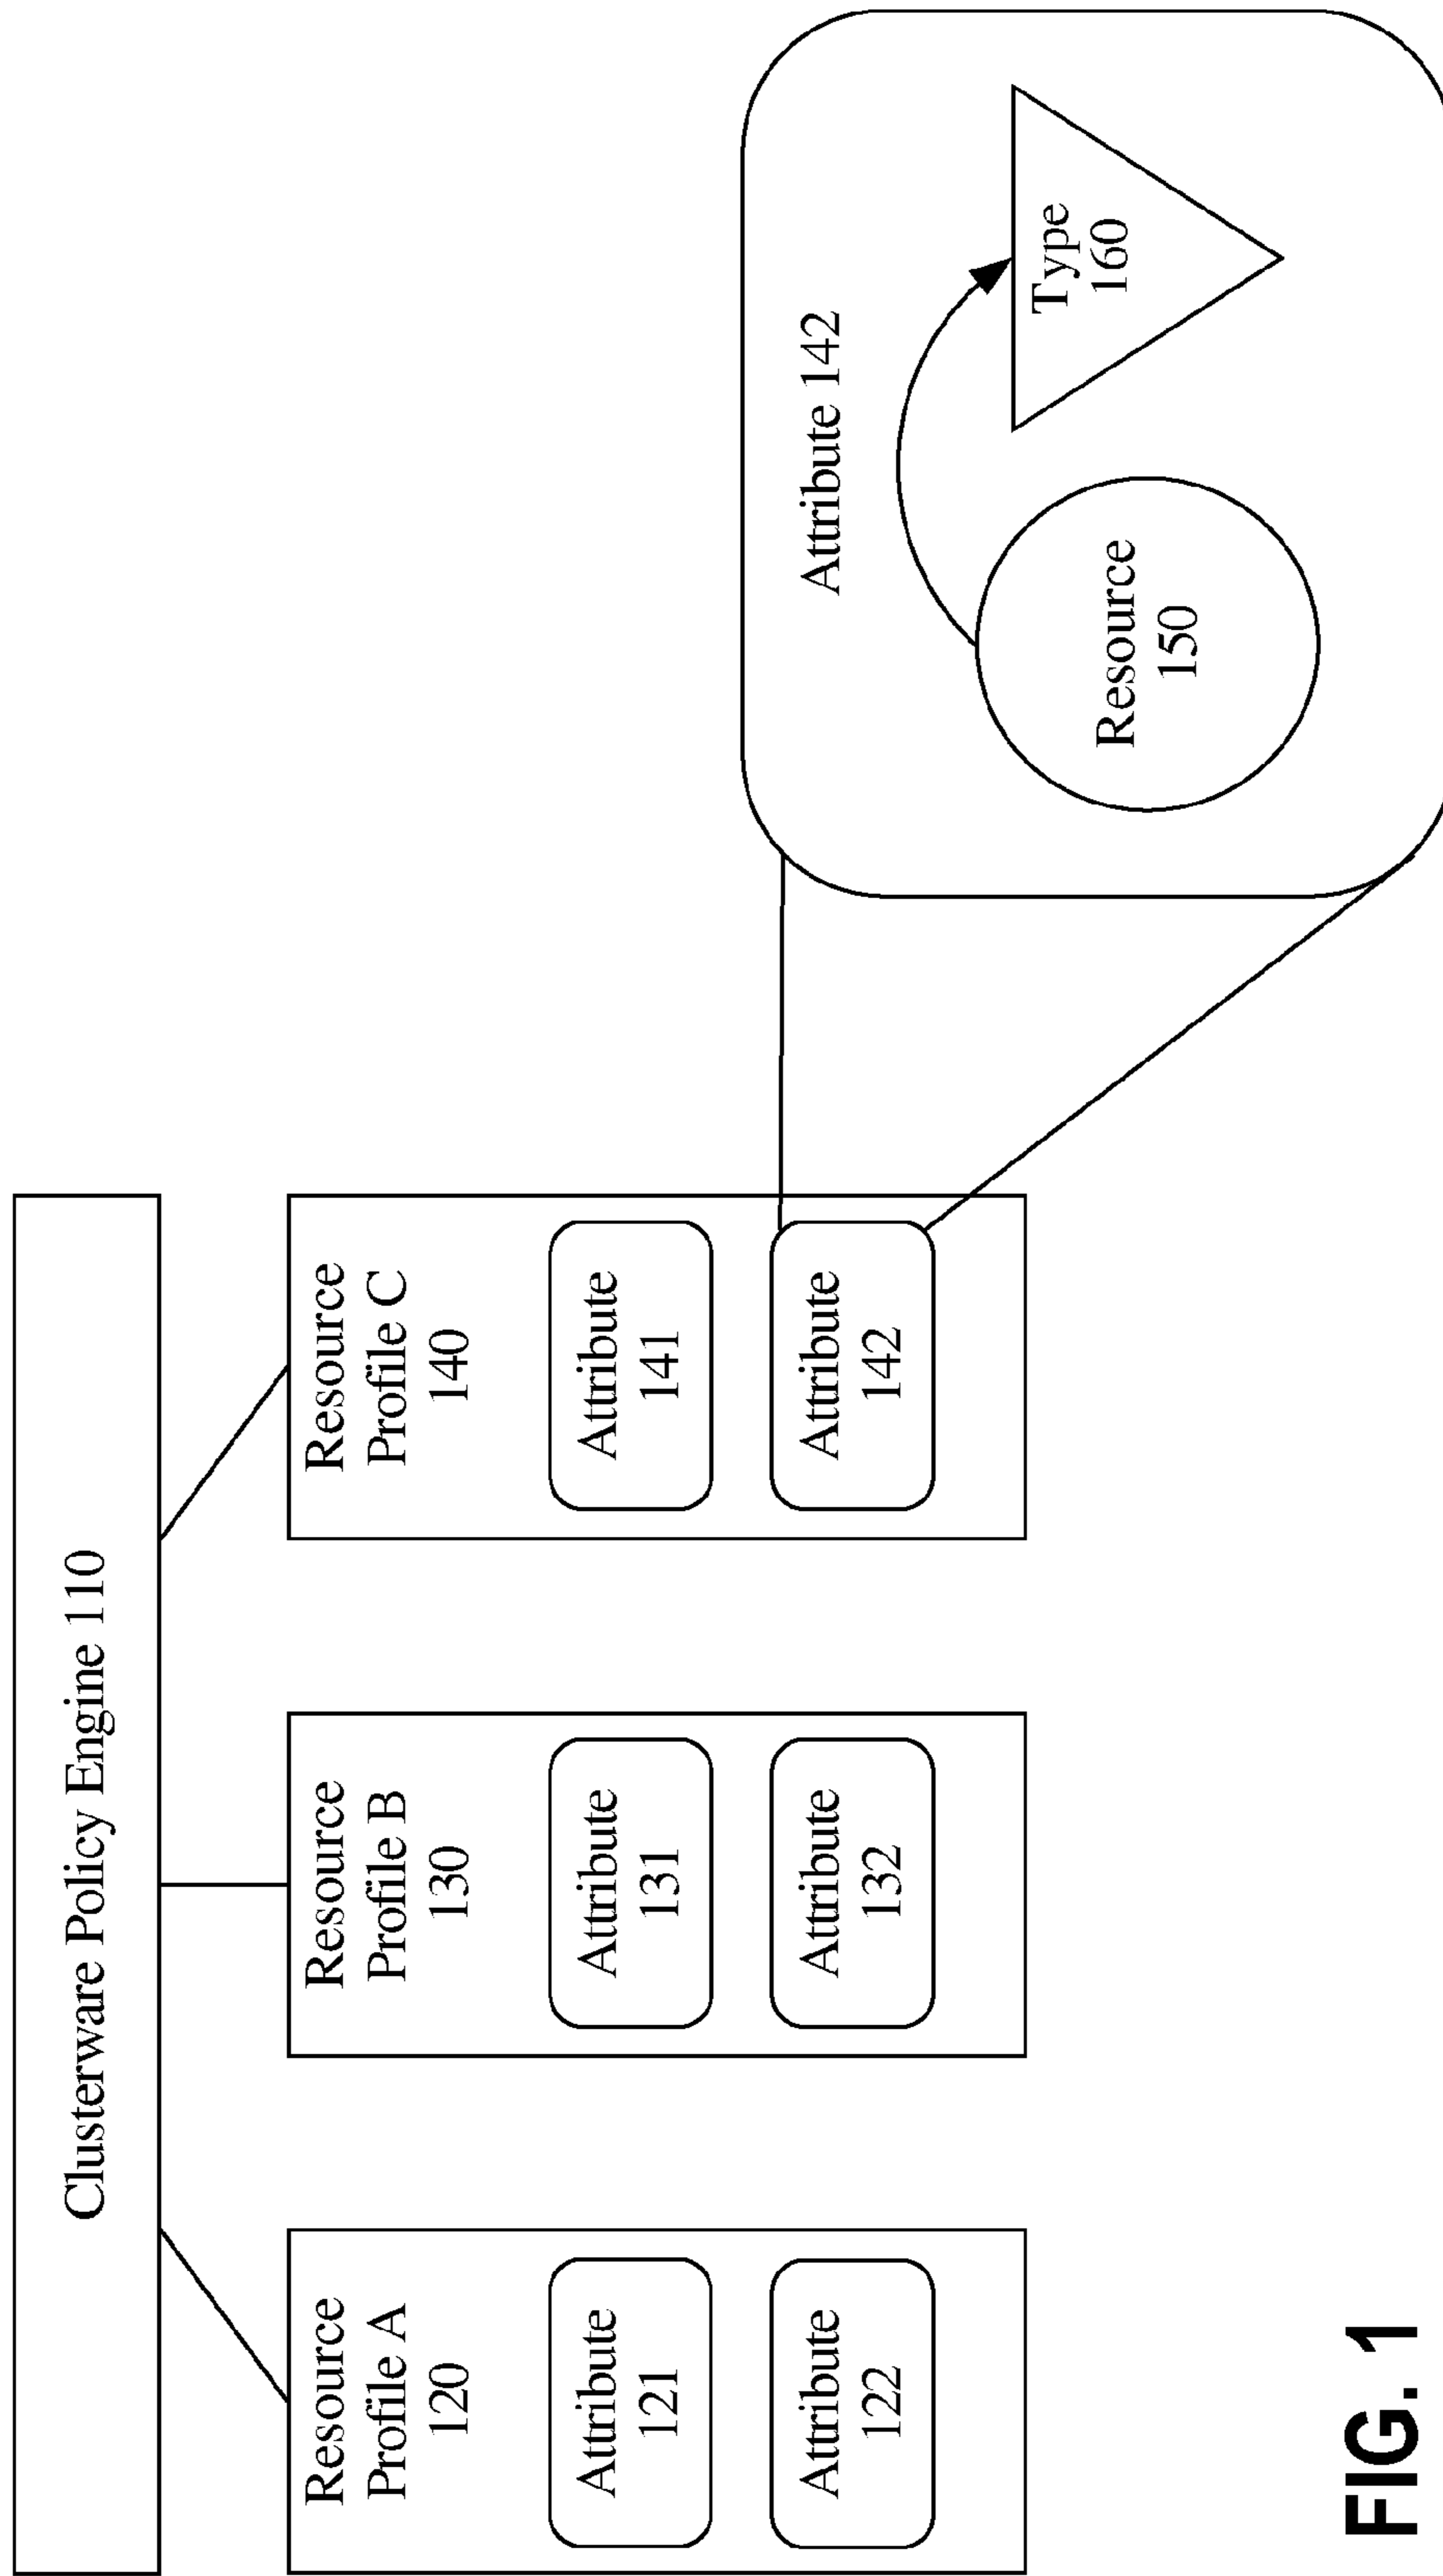 Clusterware Policy Engine 110
Resource
Profile A
120
Attribute
121
Attribute
122
Resource
Profile B
130
Attribute
131
Attribute
132
Resource
Profile C
140
Attribute
141
Attribute
142
Attribute 142
Resource
150
Type
160
FIG. 1